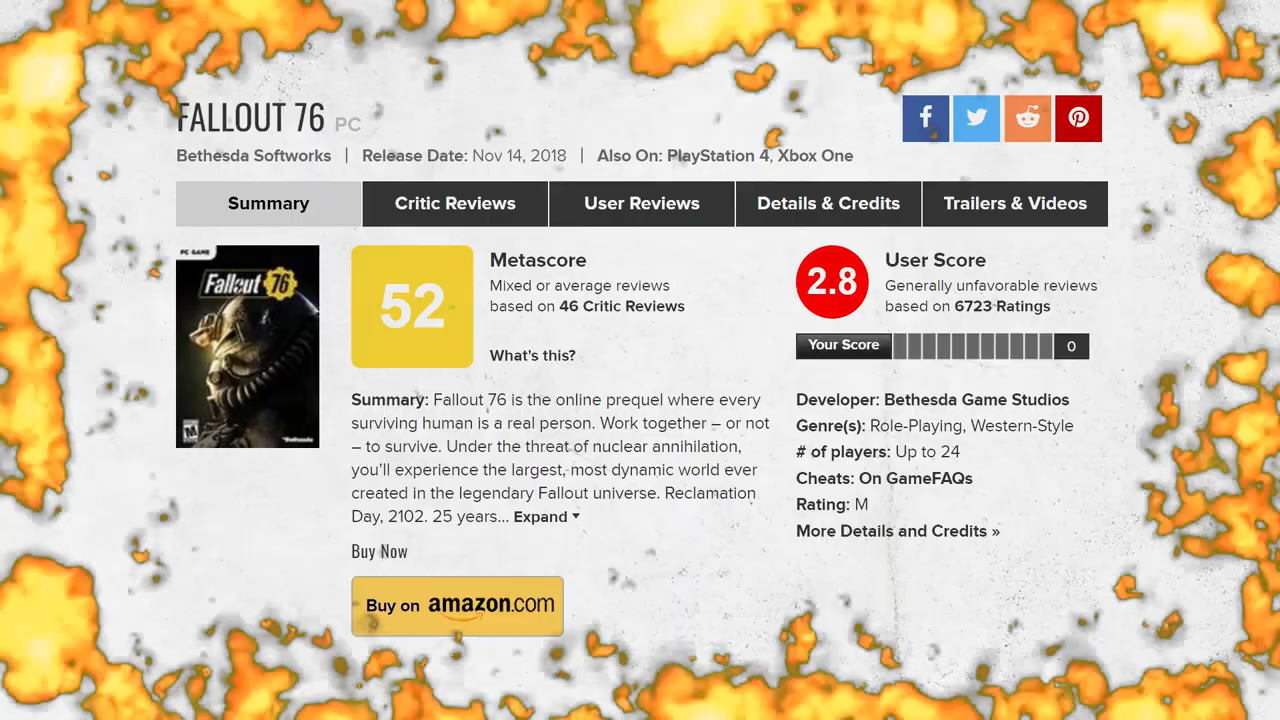 FALLOUT 76 PC
Bethesda Softworks | Release Date: Nov 14, 2018 | Also On: PlayStation 4, Xbox One
Summary
Critic Reviews
User Reviews
Details & Credits
Trailers & Videos
PC GAME
Fallout 76
M
Bethesda
52
Metascore
Mixed or average reviews
based on 46 Critic Reviews
What's this?
2.8
User Score
Generally unfavorable reviews
based on 6723 Ratings
Your Score
0
Summary: Fallout 76 is the online prequel where every
surviving human is a real person. Work together – or not
– to survive. Under the threat of nuclear annihilation,
you’ll experience the largest, most dynamic world ever
created in the legendary Fallout universe. Reclamation
Day, 2102. 25 years... Expand
Buy Now
Buy on amazon.com
Developer: Bethesda Game Studios
Genre(s): Role-Playing, Western-Style
# of players: Up to 24
Cheats: On GameFAQs
Rating: M
More Details and Credits »